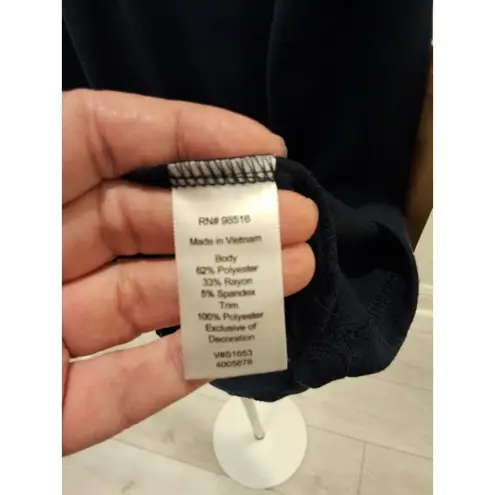 RN# 98516
Made in Vietnam
Body
62% Polyester
33% Rayon
5% Spandex
Trim
100% Polyester
Exclusive of
Decoration
V#S1653
4005878